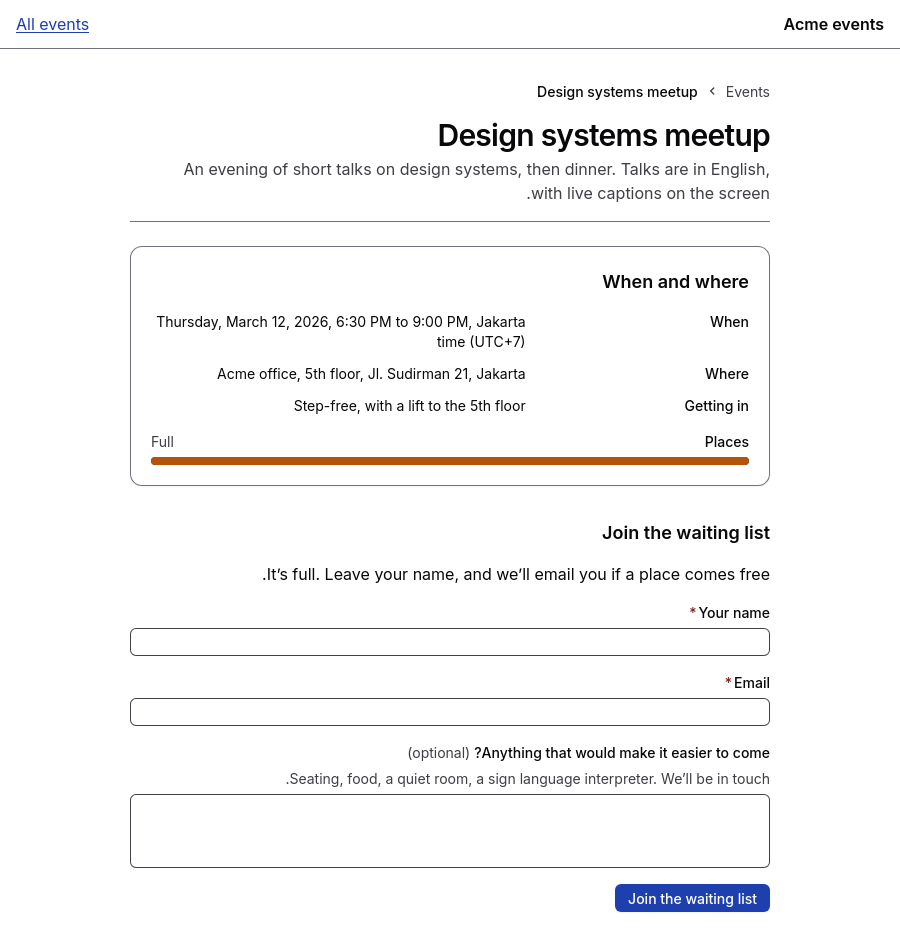 Acme events
All events
Events
Design systems meetup
Design systems meetup
An evening of short talks on design systems, then dinner. Talks are in English,
with live captions on the screen.
When and where
When
Thursday, March 12, 2026, 6:30 PM to 9:00 PM, Jakarta
time (UTC+7)
Where
Acme office, 5th floor, Jl. Sudirman 21, Jakarta
Getting in
Step-free, with a lift to the 5th floor
Places
Full
Join the waiting list
It’s full. Leave your name, and we’ll email you if a place comes free.
Your name *
Email *
Anything that would make it easier to come? (optional)
Seating, food, a quiet room, a sign language interpreter. We’ll be in touch.
Join the waiting list